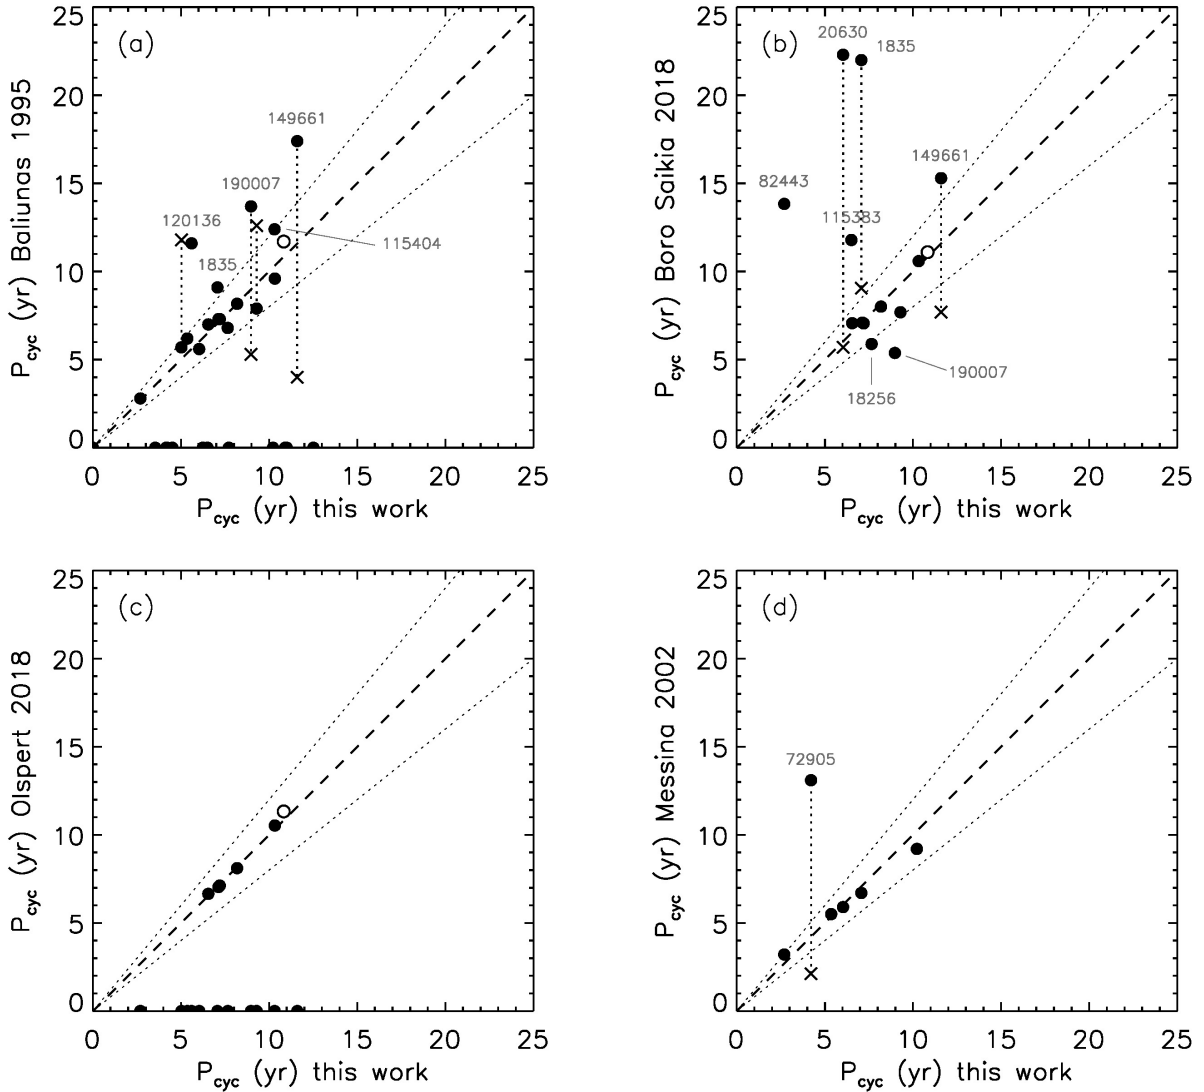 (a)
25
20
15
10
5
0
P_cyc (yr) Baliunas 1995
149661
190007
120136
115404
1835
0 5 10 15 20 25
P_cyc (yr) this work
(b)
25
20
15
10
5
0
P_cyc (yr) Boro Saikia 2018
20630
1835
149661
82443
115383
190007
18256
0 5 10 15 20 25
P_cyc (yr) this work
(c)
25
20
15
10
5
0
P_cyc (yr) Olspert 2018
0 5 10 15 20 25
P_cyc (yr) this work
(d)
25
20
15
10
5
0
P_cyc (yr) Messina 2002
72905
0 5 10 15 20 25
P_cyc (yr) this work